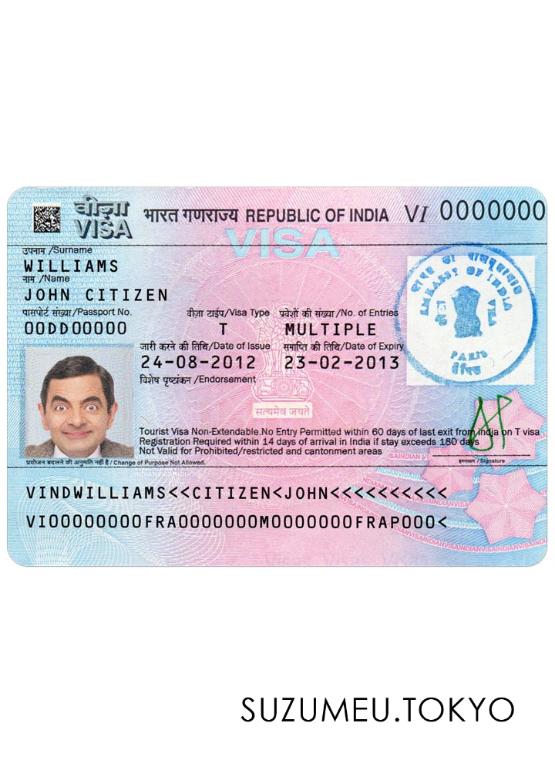 वीज़ा
VISA
भारत गणराज्य REPUBLIC OF INDIA VI 0000000
VISA
उपनाम /Surname
WILLIAMS
नाम /Name
JOHN CITIZEN
पासपोर्ट संख्या/Passport No. वीज़ा टाईप/Visa Type प्रवेशों की संख्या/No. of Entries
OODD00000 T MULTIPLE
जारी करने की तिथि/Date of Issue समाप्ति की तिथि/Date of Expiry
24-08-2012 23-02-2013
विशेष पृष्ठांकन /Endorsement
EMBASSY OF INDIA
PARIS
सत्यमेव जयते
Tourist Visa Non-Extendable.No Entry Permitted within 60 days of last exit from India on T visa
Registration Required within 14 days of arrival in India if stay exceeds 180 days
Not Valid for Prohibited/restricted and cantonment areas
प्रयोजन बदलने की अनुमति नही है / Change of Purpose Not Allowed. हस्ताक्षर /Signature
VINDWILLIAMS<<CITIZEN<JOHN<<<<<<<<<<
VI00000000FRA0000000M0000000FRAP000<
SUZUMEU.TOKYO